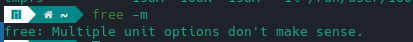 ~ free -m
free: Multiple unit options don't make sense.